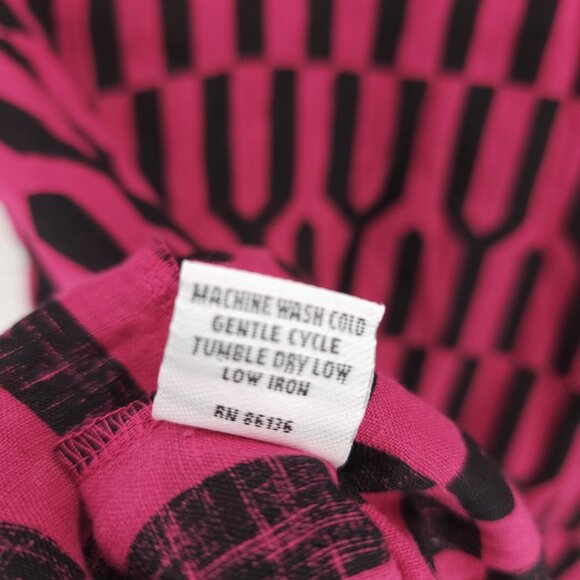 MACHINE WASH COLD
GENTLE CYCLE
TUMBLE DRY LOW
LOW IRON
RN 86136